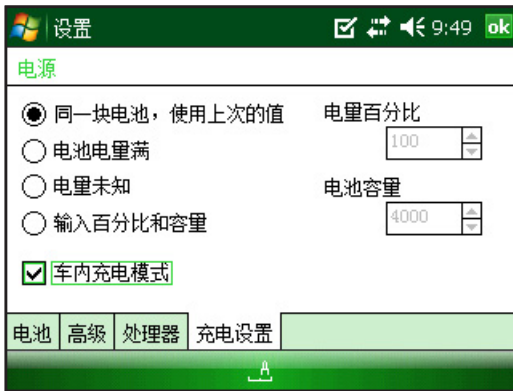 设置 9:49 ok
电源
同一块电池，使用上次的值
电池电量满
电量未知
输入百分比和容量
电量百分比
100
电池容量
4000
车内充电模式
电池 高级 处理器 充电设置
A